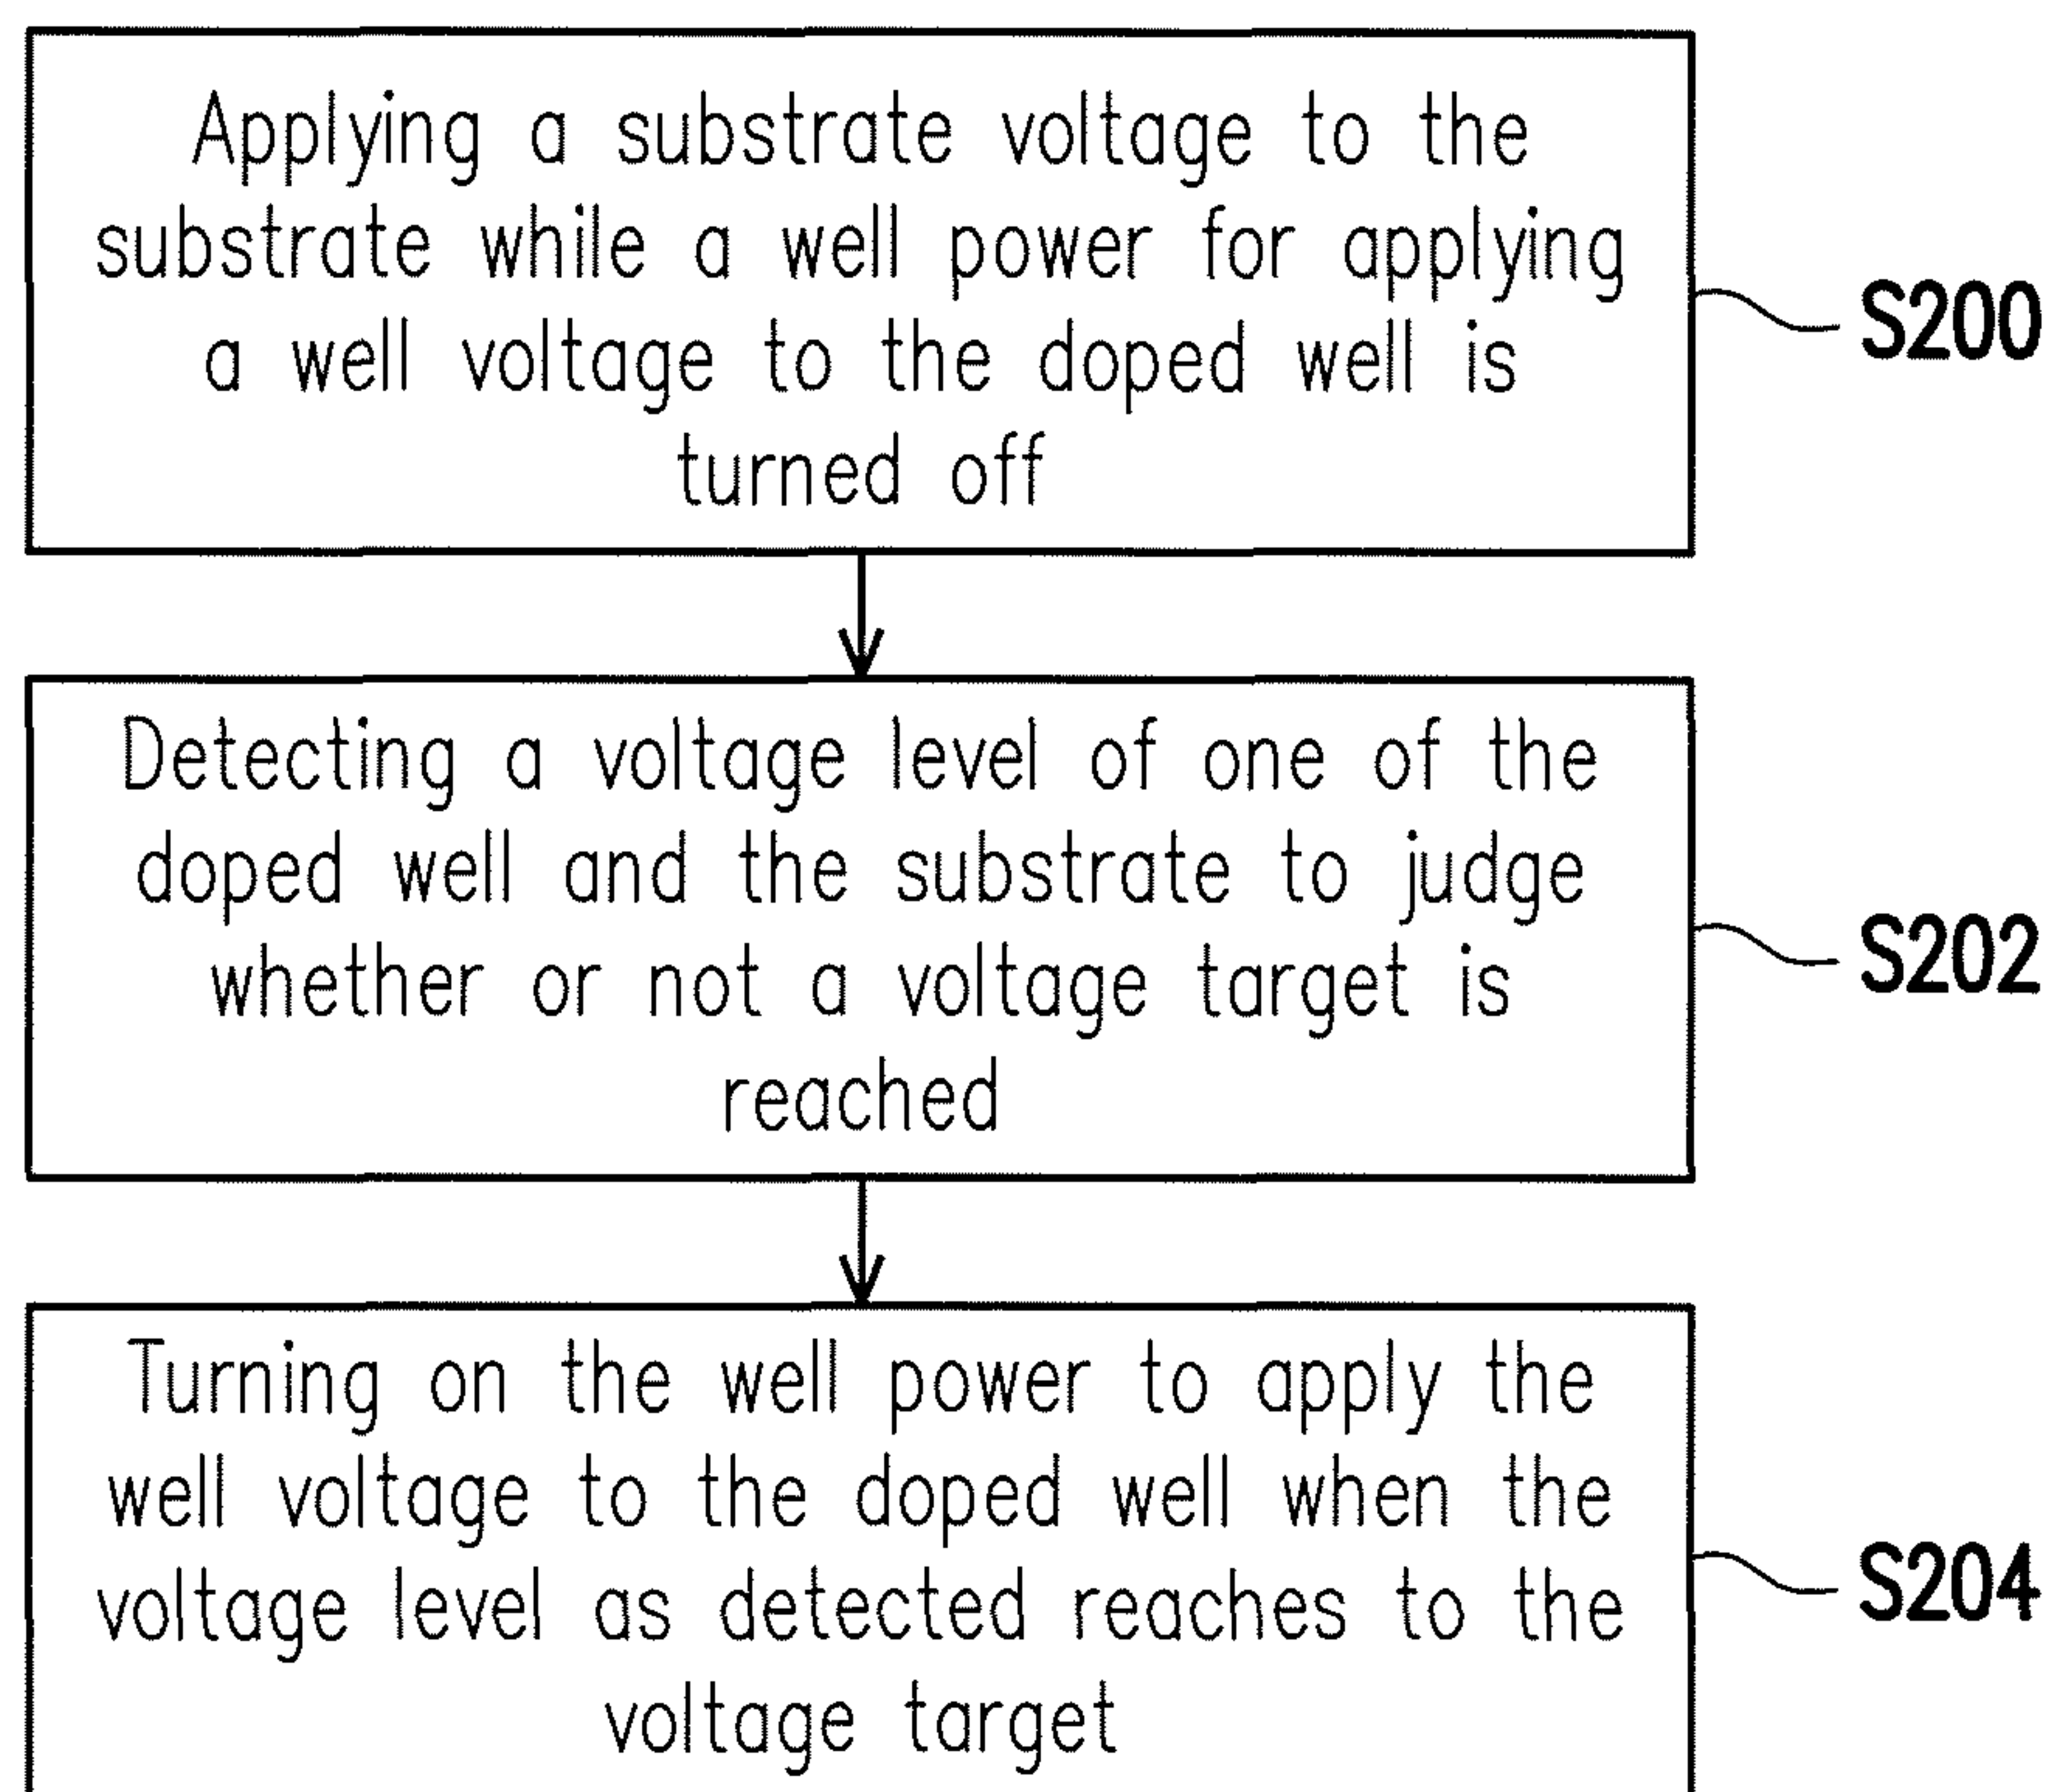 Applying a substrate voltage to the
substrate while a well power for applying
a well voltage to the doped well is
turned off
S200
Detecting a voltage level of one of the
doped well and the substrate to judge
whether or not a voltage target is
reached
S202
Turning on the well power to apply the
well voltage to the doped well when the
voltage level as detected reaches to the
voltage target
S204